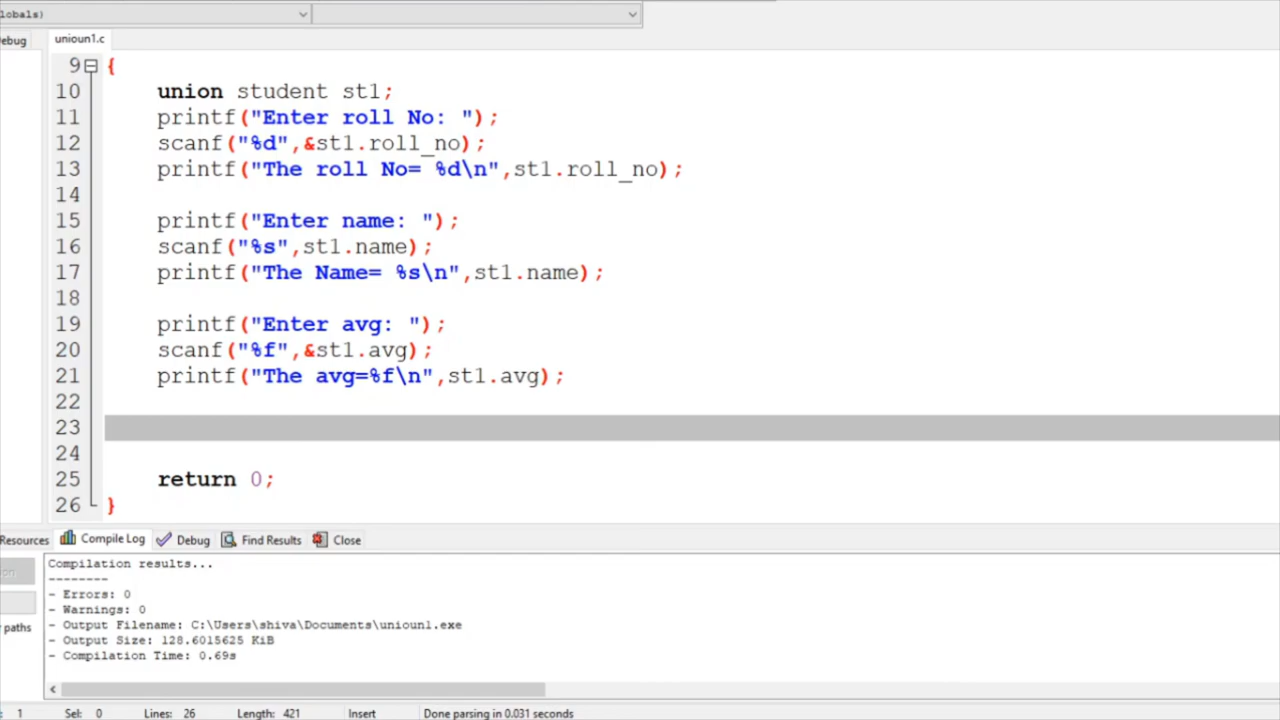 lobals)
ebug
unioun1.c
9 {
10 union student st1;
11 printf("Enter roll No: ");
12 scanf("%d",&st1.roll_no);
13 printf("The roll No= %d\n",st1.roll_no);
14
15 printf("Enter name: ");
16 scanf("%s",st1.name);
17 printf("The Name= %s\n",st1.name);
18
19 printf("Enter avg: ");
20 scanf("%f",&st1.avg);
21 printf("The avg=%f\n",st1.avg);
22
23
24
25 return 0;
26 }
Resources Compile Log Debug Find Results Close
Compilation results...
--------
- Errors: 0
- Warnings: 0
- Output Filename: C:\Users\shiva\Documents\unioun1.exe
- Output Size: 128.6015625 KiB
- Compilation Time: 0.69s
on
paths
: 1 Sel: 0 Lines: 26 Length: 421 Insert Done parsing in 0.031 seconds